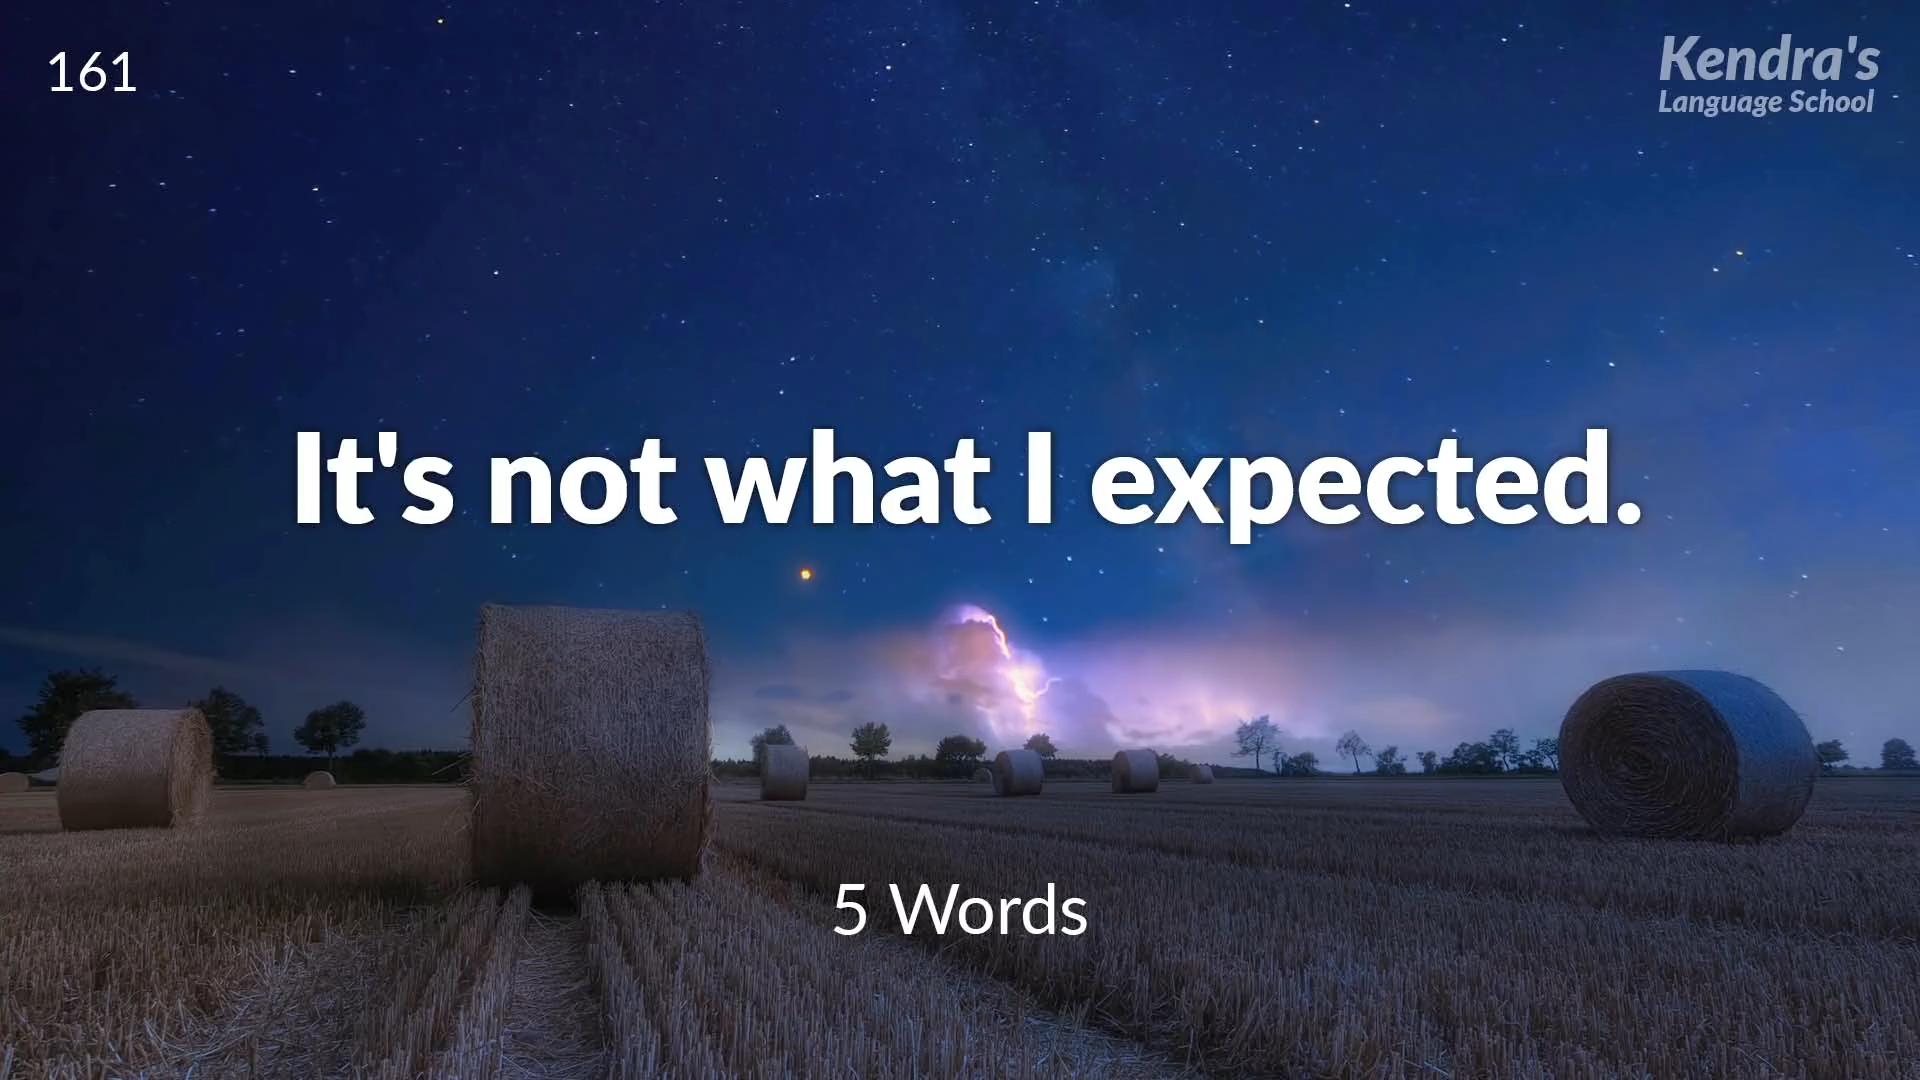 161
Kendra's
Language School
It's not what I expected.
5 Words